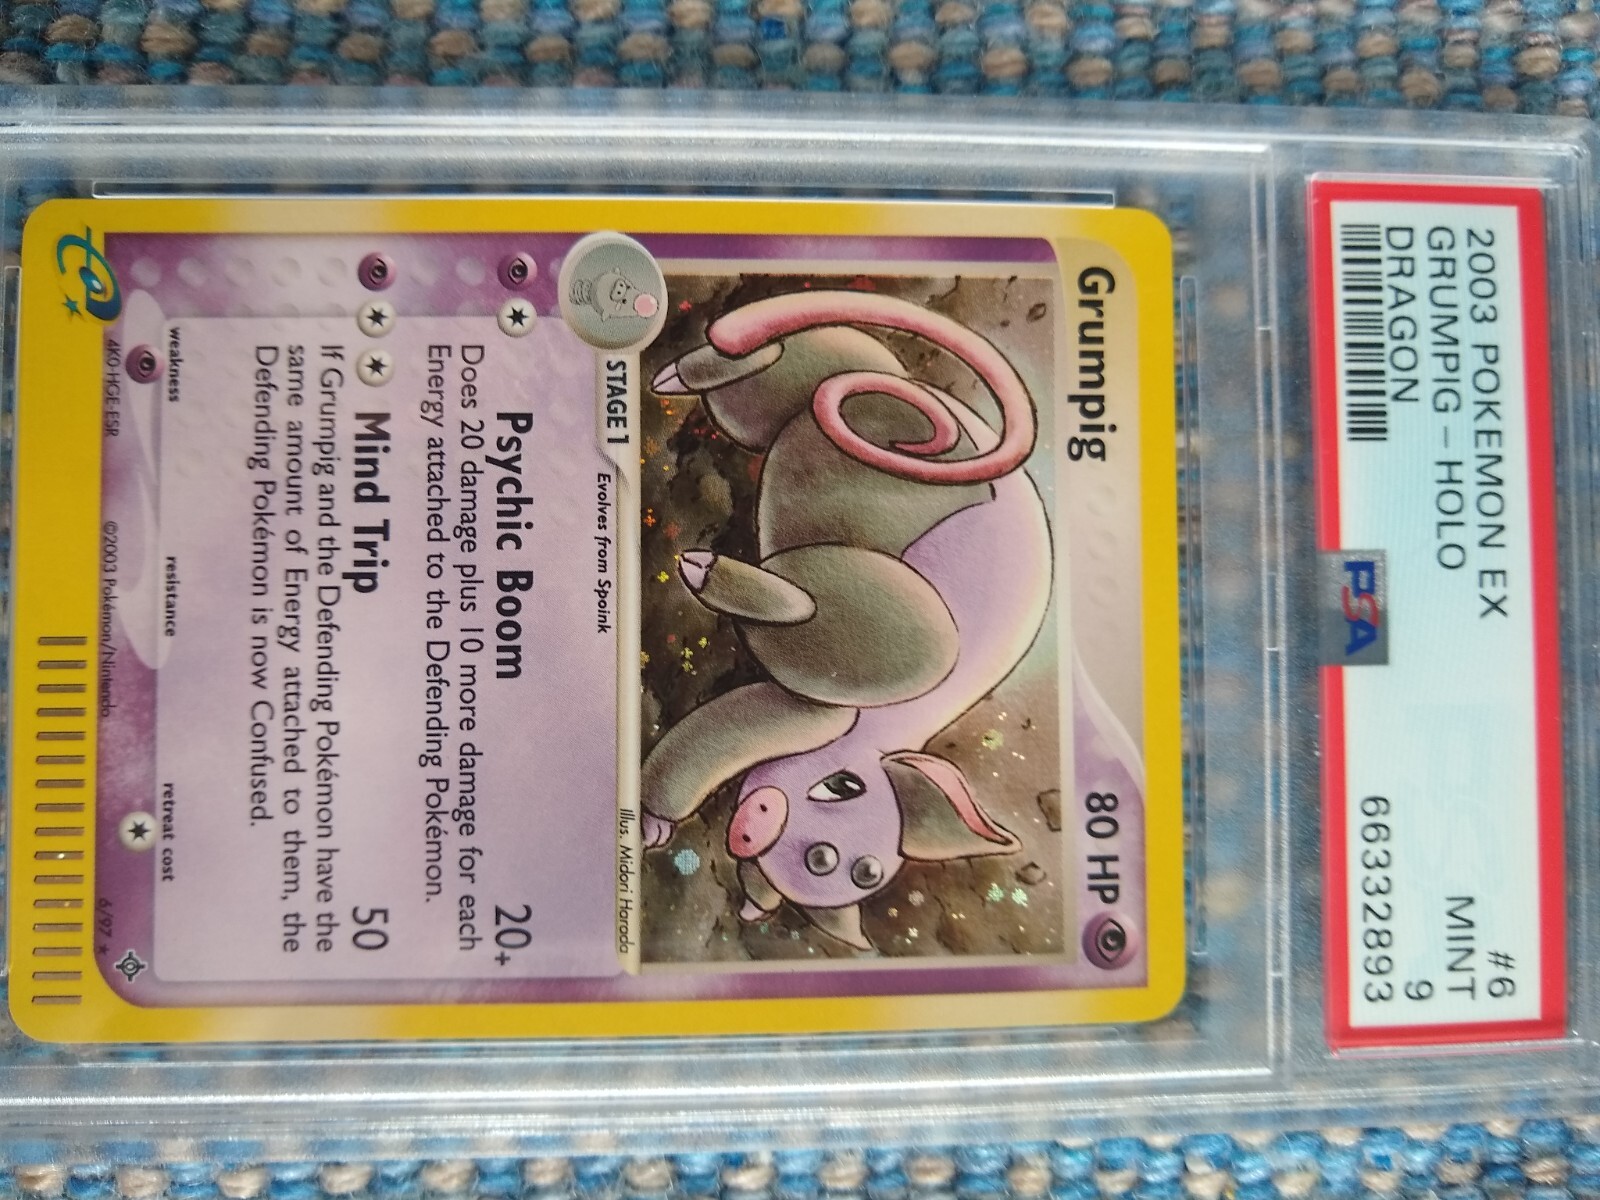 2003 POKEMON EX #6
GRUMPIG - HOLO MINT
DRAGON 9
66332893
PSA
Grumpig 80 HP
STAGE 1 Evolves from Spoink Illus. Midori Harada
Psychic Boom 20+
Does 20 damage plus 10 more damage for each
Energy attached to the Defending Pokémon.
Mind Trip 50
If Grumpig and the Defending Pokémon have the
same amount of Energy attached to them, the
Defending Pokémon is now Confused.
weakness resistance retreat cost
e 4K0-HGE-ESR ©2003 Pokémon/Nintendo 6/97 ★